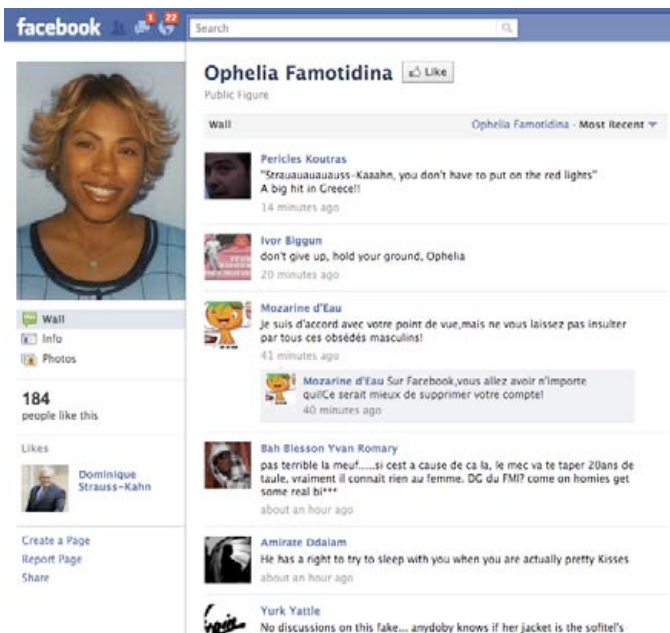 facebook
1
22
Search
Ophelia Famotidina
Like
Public Figure
Wall
Ophelia Famotidina · Most Recent
Pericles Koutras
"Strauauauauauss-Kaaahn, you don't have to put on the red lights"
A big hit in Greece!!
14 minutes ago
Ivor Biggun
don't give up, hold your ground, Ophelia
20 minutes ago
Mozarine d'Eau
je suis d'accord avec votre point de vue,mais ne vous laissez pas insulter
par tous ces obsédés masculins!
41 minutes ago
Mozarine d'Eau Sur Facebook,vous allez avoir n'importe
qui!Ce serait mieux de supprimer votre compte!
40 minutes ago
Bah Blesson Yvan Romary
pas terrible la meuf.....si cest a cause de ca la, le mec va te taper 20ans de
taule, vraiment il connait rien au femme. DG du FMI? come on homies get
some real bi***
about an hour ago
Amirate Ddalam
He has a right to try to sleep with you when you are actually pretty Kisses
about an hour ago
Yurk Yattle
No discussions on this fake... anydoby knows if her jacket is the sofitel's
Wall
Info
Photos
184
people like this
Likes
Dominique
Strauss-Kahn
Create a Page
Report Page
Share